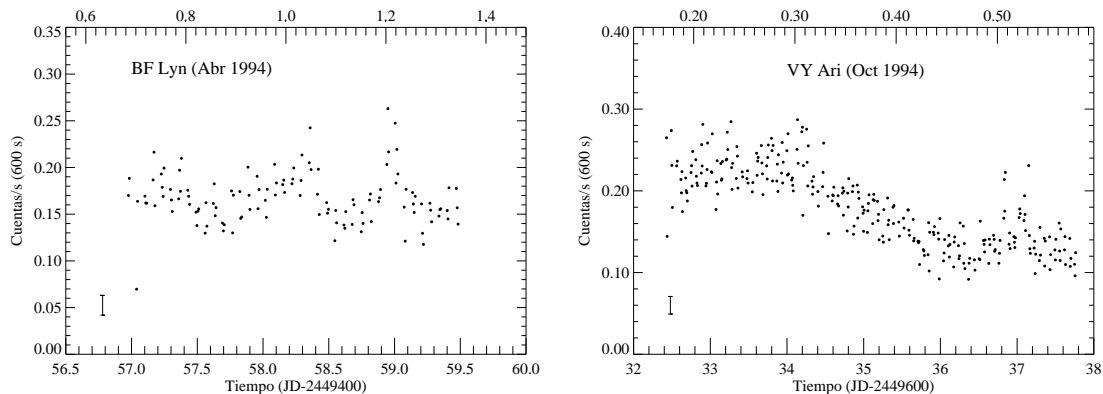 0.6 0.8 1.0 1.2 1.4
0.35
0.30
0.25
0.20
0.15
0.10
0.05
0.00
Cuentas/s (600 s)
BF Lyn (Abr 1994)
56.5 57.0 57.5 58.0 58.5 59.0 59.5 60.0
Tiempo (JD-2449400)
0.20 0.30 0.40 0.50
0.40
0.30
0.20
0.10
0.00
Cuentas/s (600 s)
VY Ari (Oct 1994)
32 33 34 35 36 37 38
Tiempo (JD-2449600)